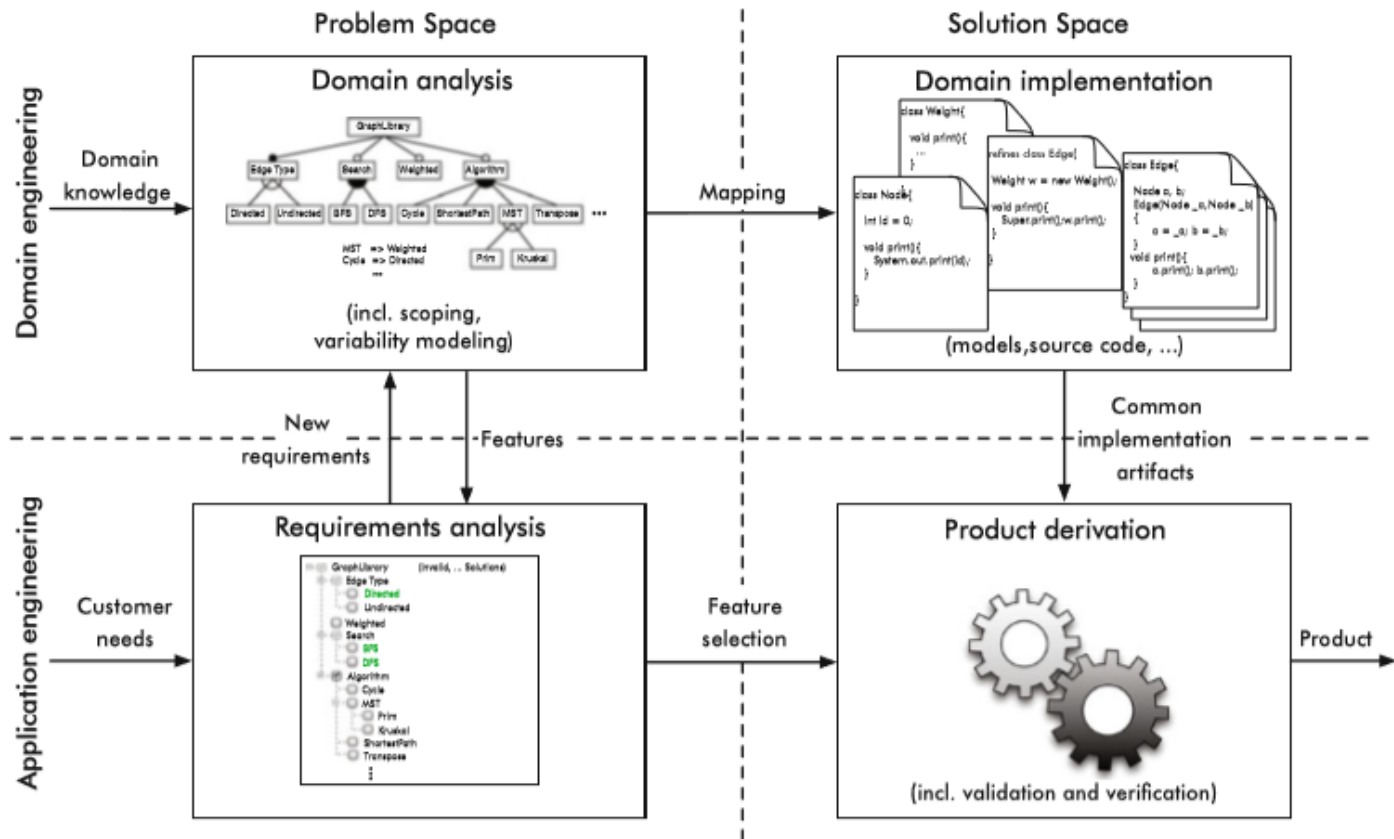 Problem Space
Solution Space
Domain engineering
Domain knowledge
Domain analysis
GraphLibrary
Edge Type Search Weighted Algorithm
Directed Undirected BFS DFS Cycle ShortestPath MST Transpose ...
MST => Weighted
Cycle => Directed
...
Prim Kruskal
(incl. scoping,
variability modeling)
Mapping
Domain implementation
class Weight{
void print(){
...
}
refines class Edge{
Weight w = new Weight();
void print(){
Super.print();w.print();
}
}
class Node{
int id = 0;
void print(){
System.out.print(id);
}
}
class Edge{
Node a, b;
Edge(Node _a,Node _b)
{
a = _a; b = _b;
}
void print(){
a.print(); b.print();
}
}
(models,source code, ...)
New
requirements
Features
Common
implementation
artifacts
Application engineering
Customer
needs
Requirements analysis
GraphLibrary (invalid, ... Solutions)
Edge Type
Directed
Undirected
Weighted
Search
BFS
DFS
Algorithm
Cycle
MST
Prim
Kruskal
ShortestPath
Transpose
⋮
Feature
selection
Product derivation
(incl. validation and verification)
Product